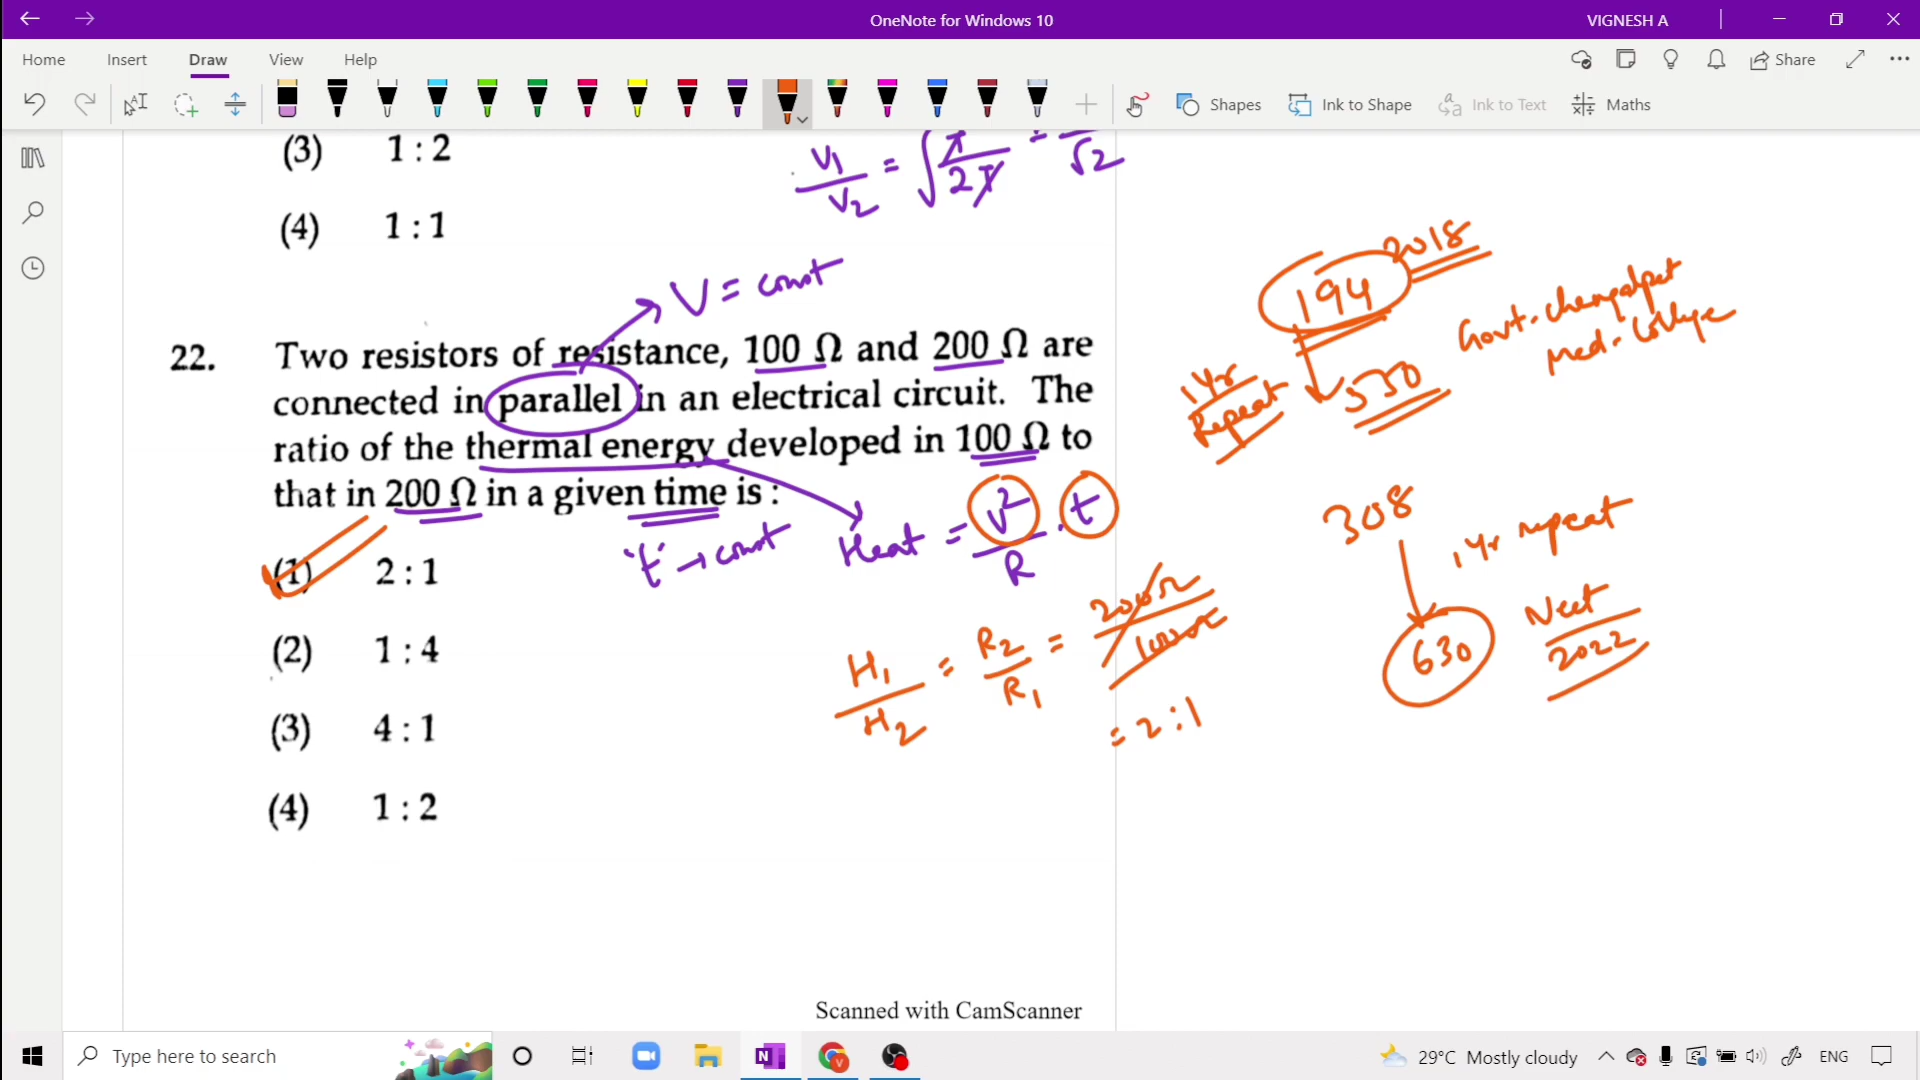 OneNote for Windows 10
VIGNESH A
Home Insert Draw View Help
Share
Shapes Ink to Shape Ink to Text Maths
(3) 1 : 2
(4) 1 : 1
V₁/V₂ = √(π/2π) = /√2
V = const
22. Two resistors of resistance, 100 Ω and 200 Ω are
connected in parallel in an electrical circuit. The
ratio of the thermal energy developed in 100 Ω to
that in 200 Ω in a given time is :
't' → const
Heat = V²/R . t
(1) 2 : 1
(2) 1 : 4
(3) 4 : 1
(4) 1 : 2
H₁/H₂ = R₂/R₁ = 200Ω/100Ω
= 2 : 1
194 2018
1 Yr
Repeat
530
Govt. chengalpet
med. college
308
1 Yr repeat
630
Neet
2022
Scanned with CamScanner
Type here to search
29°C Mostly cloudy
ENG